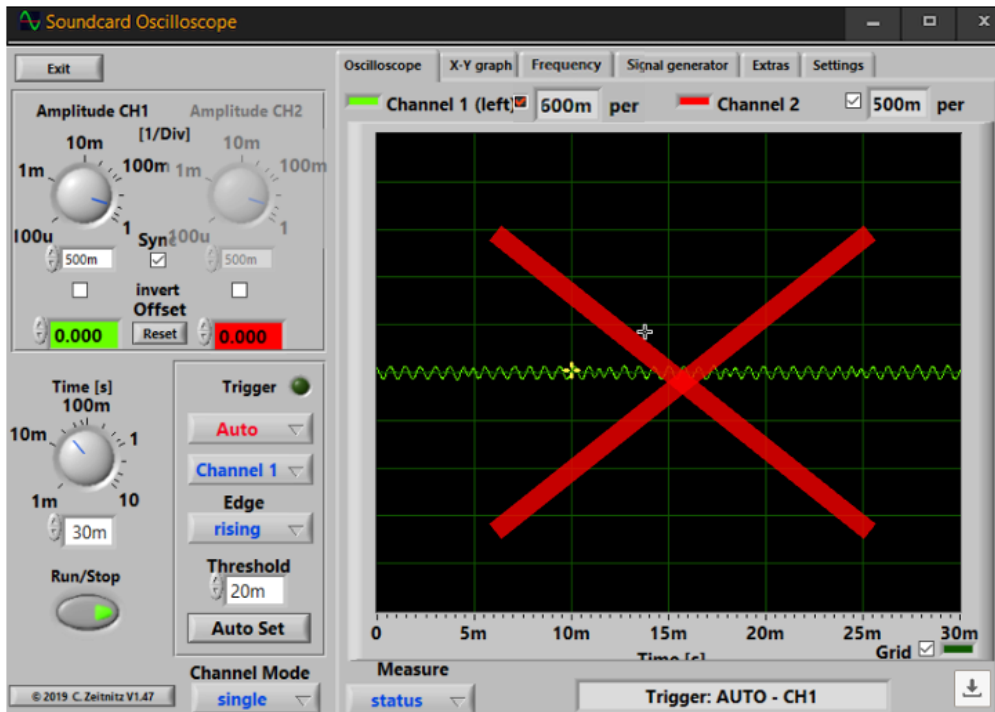 Soundcard Oscilloscope
Exit
Oscilloscope X-Y graph Frequency Signal generator Extras Settings
Channel 1 (left) 500m per Channel 2 500m per
Amplitude CH1 Amplitude CH2
[1/Div]
10m 10m
1m 100m 1m 100m
100u 1 100u 1
Sync
500m 500m
invert
Offset
0.000 Reset 0.000
Time [s]
100m
10m 1
1m 10
30m
Run/Stop
Trigger
Auto
Channel 1
Edge
rising
Threshold
20m
Auto Set
0 5m 10m 15m 20m 25m 30m
Time [s]
Grid
Channel Mode
single
Measure
status
Trigger: AUTO - CH1
© 2019 C. Zeitnitz V1.47